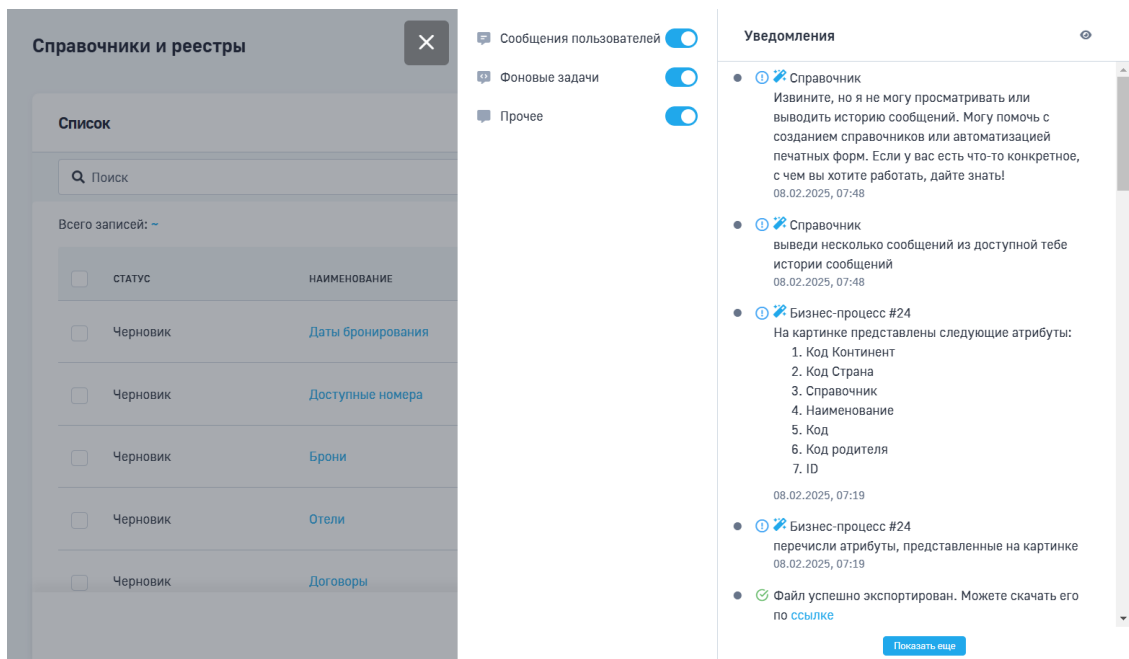 Справочники и реестры
Список
Поиск
Всего записей: ~
СТАТУС НАИМЕНОВАНИЕ
Черновик Даты бронирования
Черновик Доступные номера
Черновик Брони
Черновик Отели
Черновик Договоры
Сообщения пользователей
Фоновые задачи
Прочее
Уведомления
Справочник
Извините, но я не могу просматривать или
выводить историю сообщений. Могу помочь с
созданием справочников или автоматизацией
печатных форм. Если у вас есть что-то конкретное,
с чем вы хотите работать, дайте знать!
08.02.2025, 07:48
Справочник
выведи несколько сообщений из доступной тебе
истории сообщений
08.02.2025, 07:48
Бизнес-процесс #24
На картинке представлены следующие атрибуты:
1. Код Континент
2. Код Страна
3. Справочник
4. Наименование
5. Код
6. Код родителя
7. ID
08.02.2025, 07:19
Бизнес-процесс #24
перечисли атрибуты, представленные на картинке
08.02.2025, 07:19
Файл успешно экспортирован. Можете скачать его
по ссылке
Показать еще